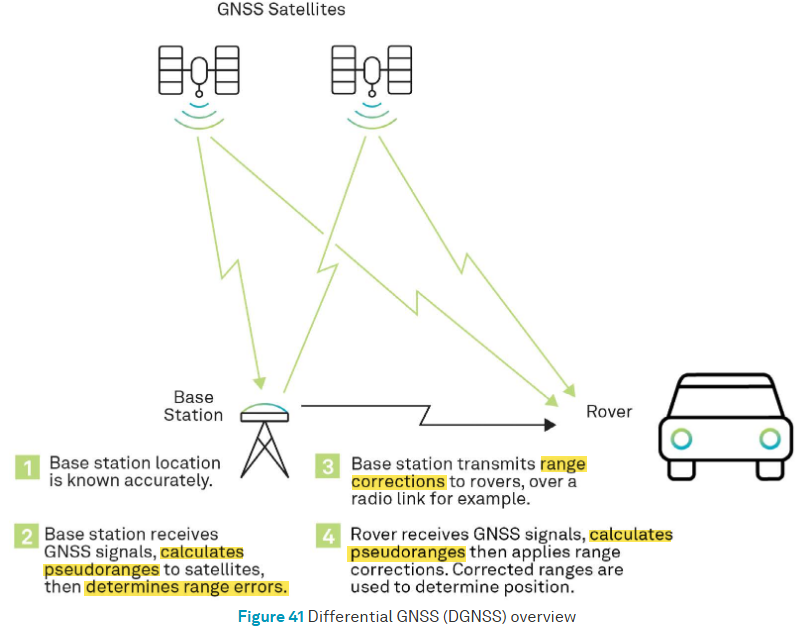 GNSS Satellites
Base
Station
Rover
1 Base station location
is known accurately.
2 Base station receives
GNSS signals, calculates
pseudoranges to satellites,
then determines range errors.
3 Base station transmits range
corrections to rovers, over a
radio link for example.
4 Rover receives GNSS signals, calculates
pseudoranges then applies range
corrections. Corrected ranges are
used to determine position.
Figure 41 Differential GNSS (DGNSS) overview